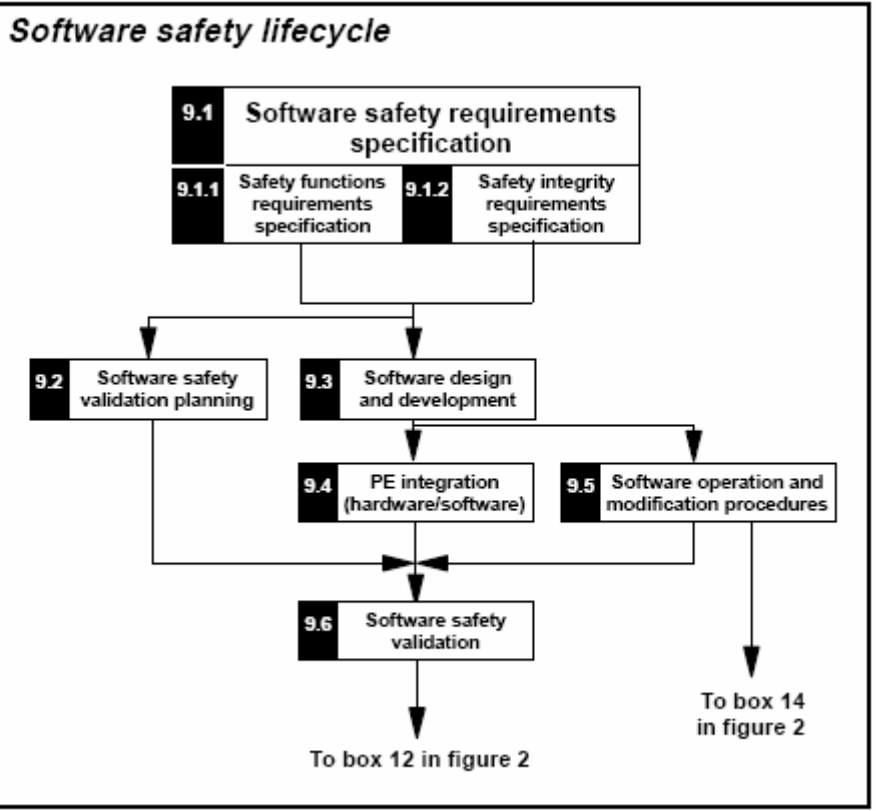 Software safety lifecycle
9.1
Software safety requirements
specification
9.1.1
Safety functions
requirements
specification
9.1.2
Safety integrity
requirements
specification
9.2
Software safety
validation planning
9.3
Software design
and development
9.4
PE integration
(hardware/software)
9.5
Software operation and
modification procedures
9.6
Software safety
validation
To box 14
in figure 2
To box 12 in figure 2